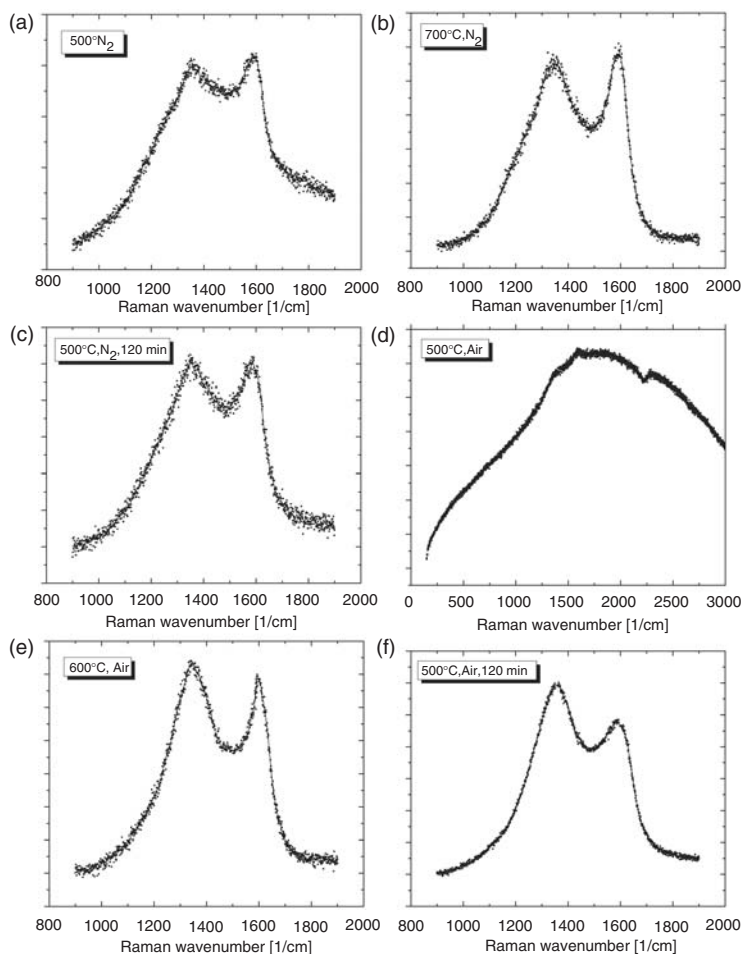 (a)
500°N₂
800 1000 1200 1400 1600 1800 2000
Raman wavenumber [1/cm]
(b)
700°C,N₂
800 1000 1200 1400 1600 1800 2000
Raman wavenumber [1/cm]
(c)
500°C,N₂,120 min
800 1000 1200 1400 1600 1800 2000
Raman wavenumber [1/cm]
(d)
500°C,Air
0 500 1000 1500 2000 2500 3000
Raman wavenumber [1/cm]
(e)
600°C, Air
800 1000 1200 1400 1600 1800 2000
Raman wavenumber [1/cm]
(f)
500°C,Air,120 min
800 1000 1200 1400 1600 1800 2000
Raman wavenumber [1/cm]